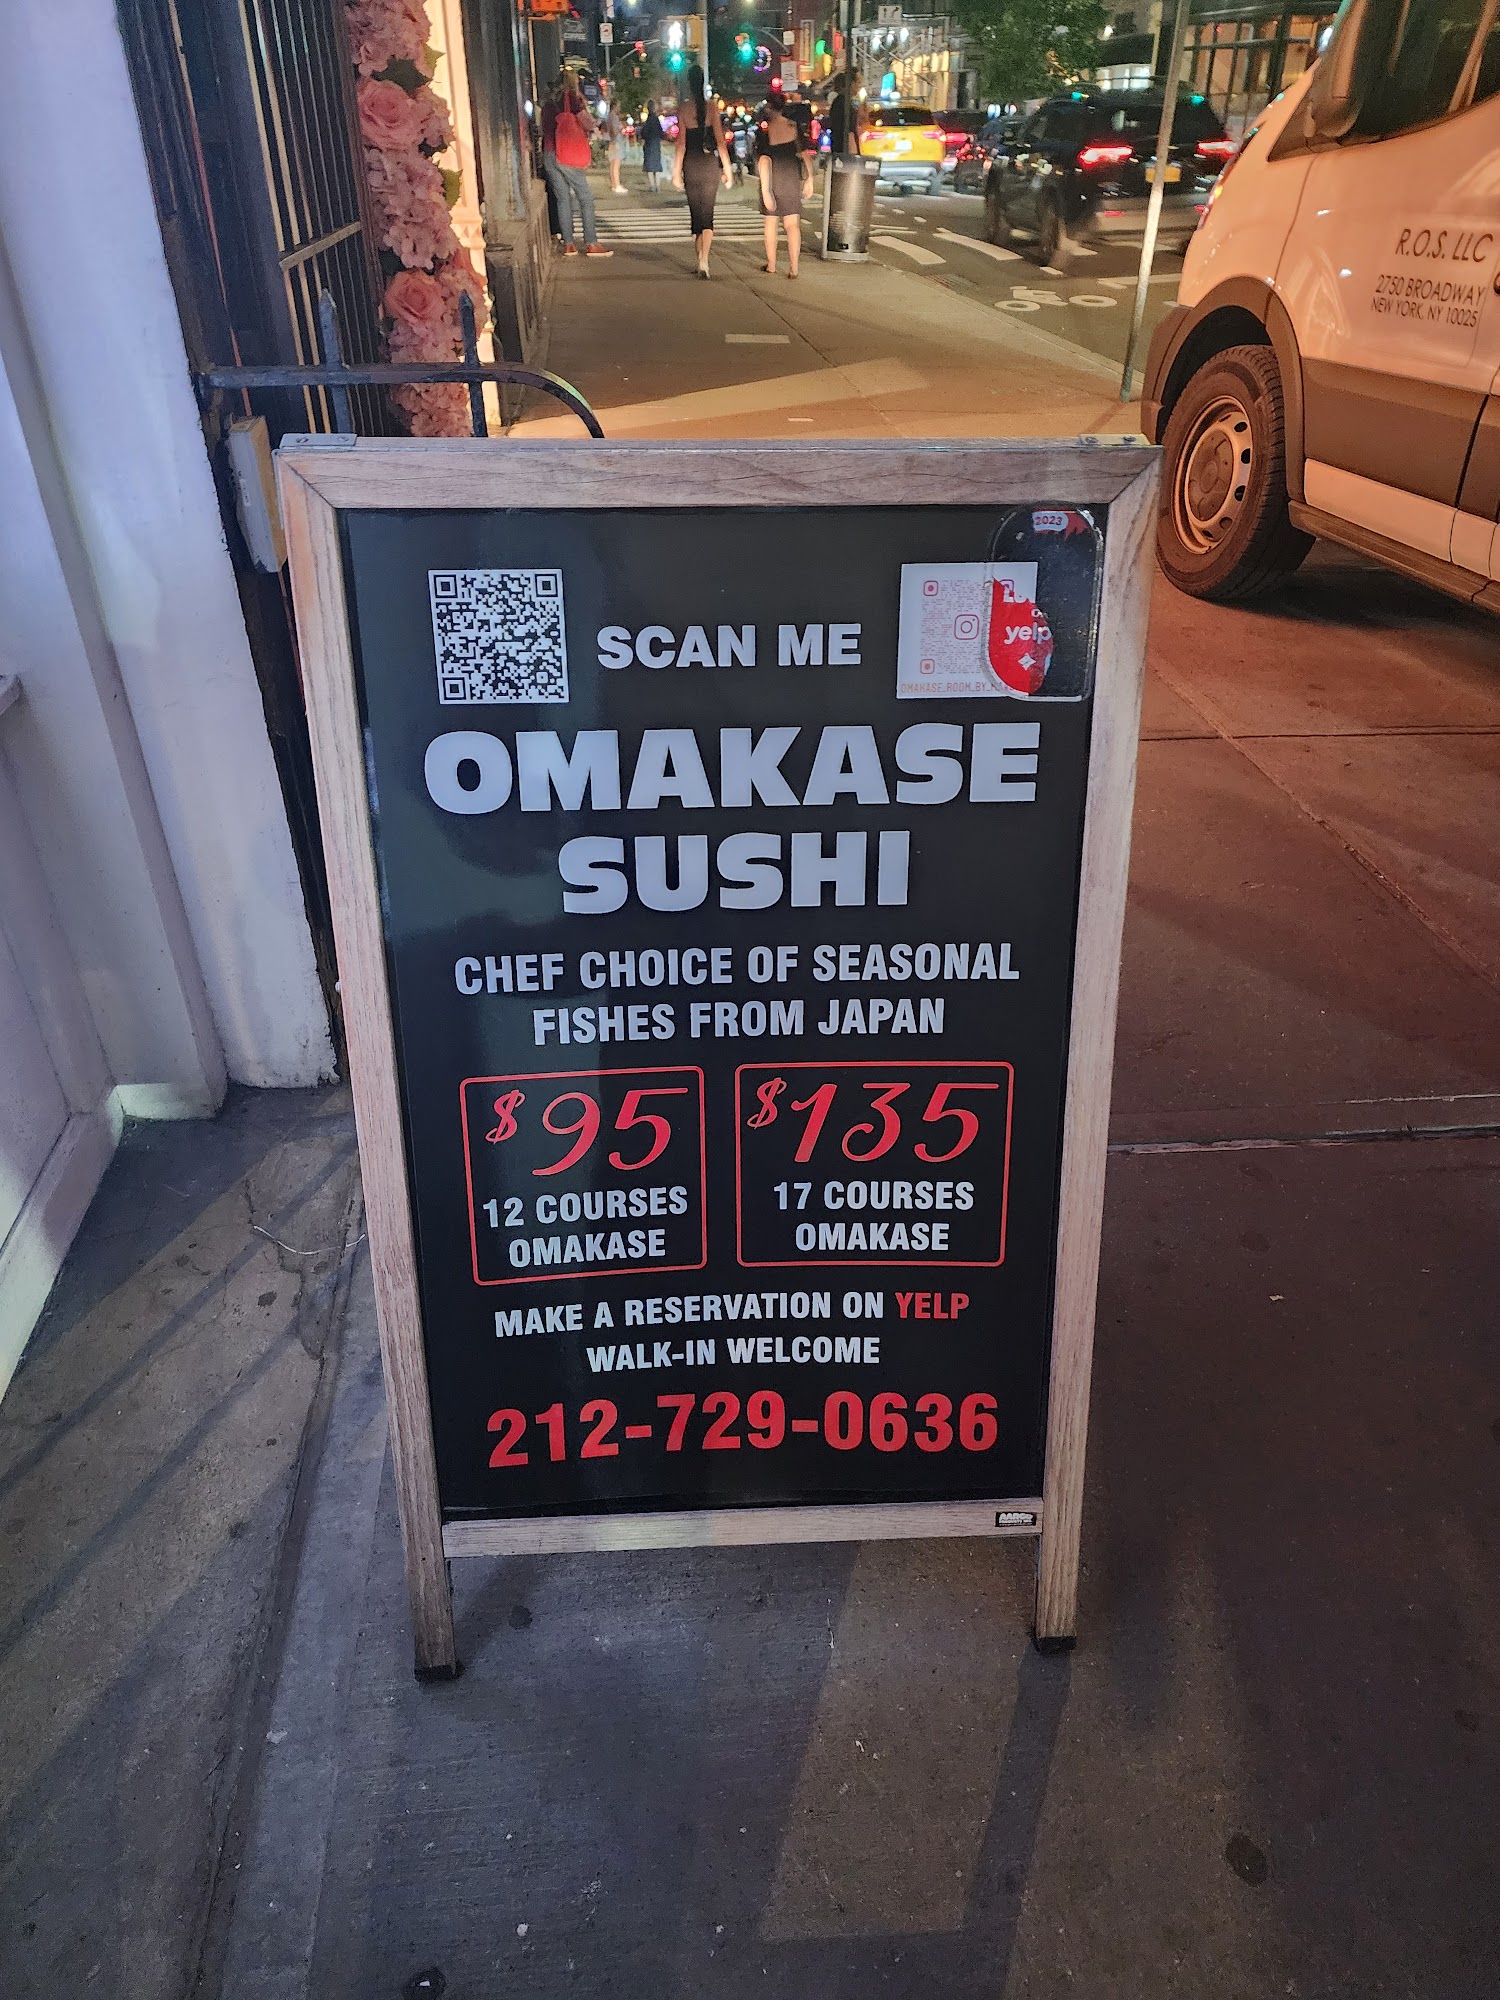 R.O.S. LLC
2750 BROADWAY
NEW YORK, NY 10025
2023
yelp
SCAN ME
OMAKASE_ROOM_BY
OMAKASE
SUSHI
CHEF CHOICE OF SEASONAL
FISHES FROM JAPAN
$95
12 COURSES
OMAKASE
$135
17 COURSES
OMAKASE
MAKE A RESERVATION ON YELP
WALK-IN WELCOME
212-729-0636